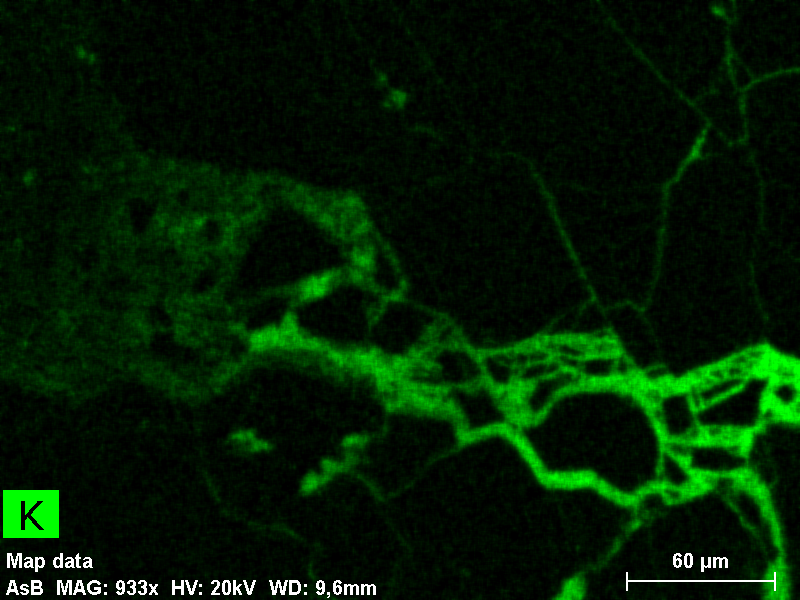 K
Map data
60 µm
AsB MAG: 933x HV: 20kV WD: 9,6mm